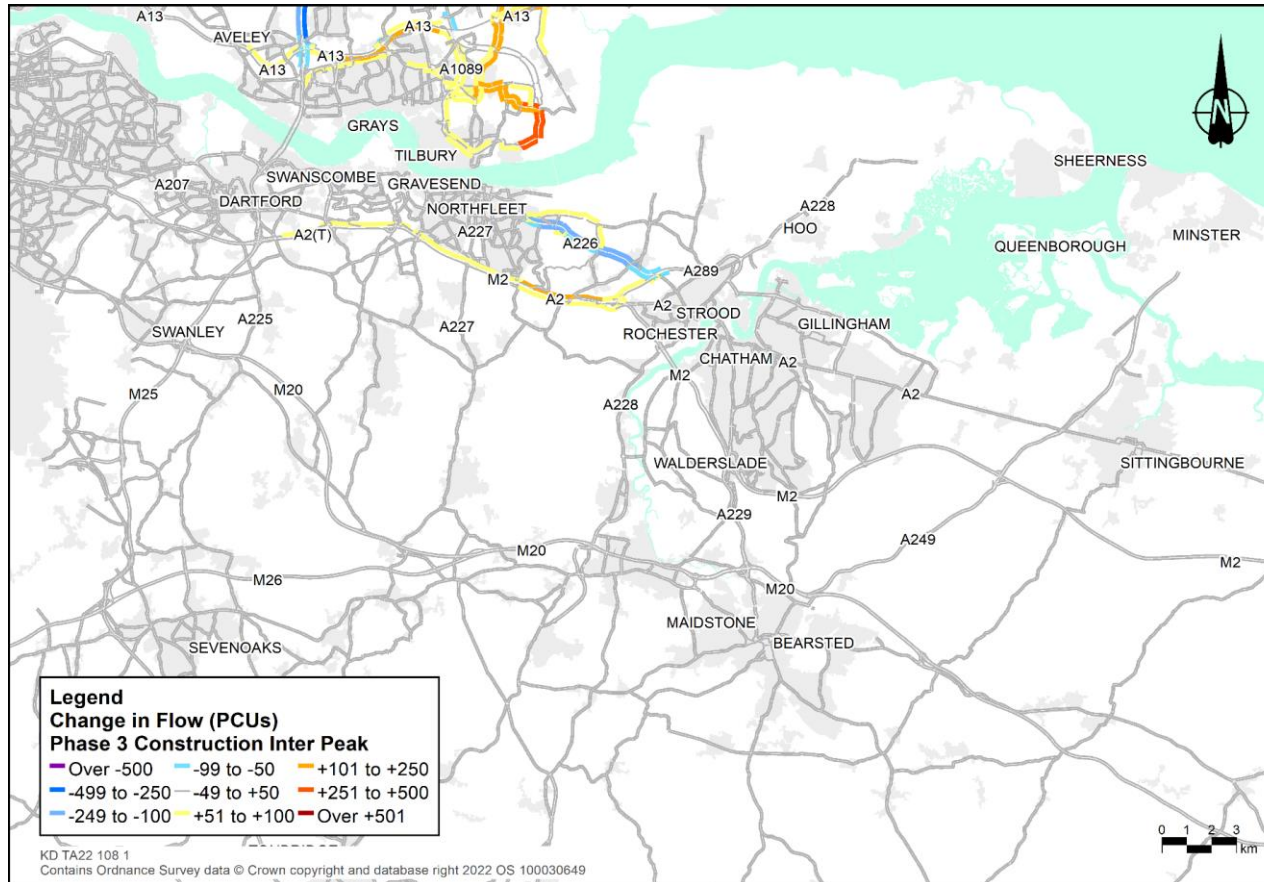 A13
A13
A13
AVELEY
A13
A13
A1089
GRAYS
TILBURY
SHEERNESS
A207
SWANSCOMBE
GRAVESEND
DARTFORD
NORTHFLEET
A228
HOO
MINSTER
QUEENBOROUGH
A2(T)
A227
A226
A289
M2
A2
A2
STROOD
GILLINGHAM
SWANLEY
A225
A227
ROCHESTER
CHATHAM
A2
M2
M25
M20
A228
A2
WALDERSLADE
SITTINGBOURNE
M2
A229
A249
M20
M2
M26
M20
MAIDSTONE
BEARSTED
SEVENOAKS
Legend
Change in Flow (PCUs)
Phase 3 Construction Inter Peak
Over -500 -99 to -50 +101 to +250
-499 to -250 -49 to +50 +251 to +500
-249 to -100 +51 to +100 Over +501
N
0 1 2 3
km
KD TA22 108 1
Contains Ordnance Survey data © Crown copyright and database right 2022 OS 100030649